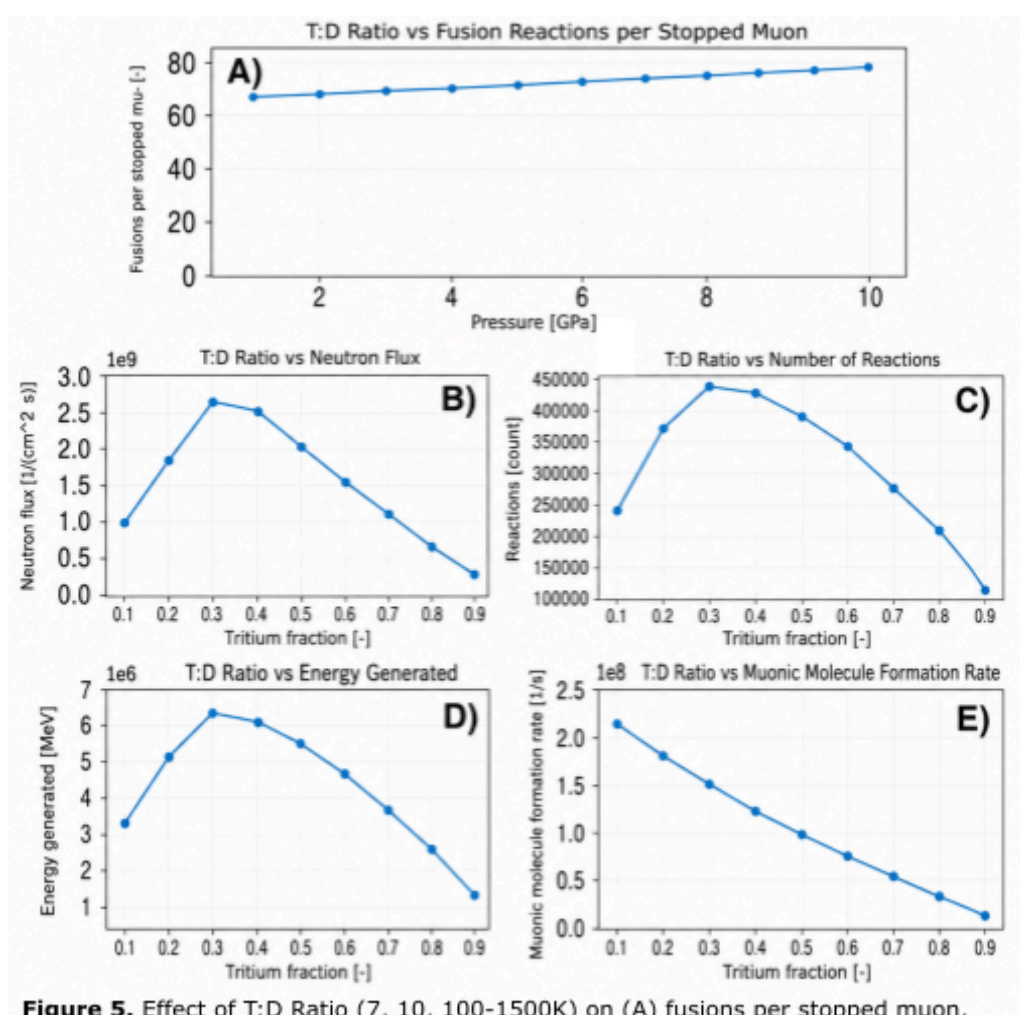 T:D Ratio vs Fusion Reactions per Stopped Muon
A)
Fusions per stopped mu- [-]
80
60
40
20
0
2 4 6 8 10
Pressure [GPa]
1e9 T:D Ratio vs Neutron Flux
B)
Neutron flux [1/(cm^2 s)]
3.0
2.5
2.0
1.5
1.0
0.5
0.0
0.1 0.2 0.3 0.4 0.5 0.6 0.7 0.8 0.9
Tritium fraction [-]
T:D Ratio vs Number of Reactions
C)
Reactions [count]
450000
400000
350000
300000
250000
200000
150000
100000
0.1 0.2 0.3 0.4 0.5 0.6 0.7 0.8 0.9
Tritium fraction [-]
1e6 T:D Ratio vs Energy Generated
D)
Energy generated [MeV]
7
6
5
4
3
2
1
0.1 0.2 0.3 0.4 0.5 0.6 0.7 0.8 0.9
Tritium fraction [-]
1e8 T:D Ratio vs Muonic Molecule Formation Rate
E)
Muonic molecule formation rate [1/s]
2.5
2.0
1.5
1.0
0.5
0.0
0.1 0.2 0.3 0.4 0.5 0.6 0.7 0.8 0.9
Tritium fraction [-]
Figure 5. Effect of T:D Ratio (7, 10, 100-1500K) on (A) fusions per stopped muon,